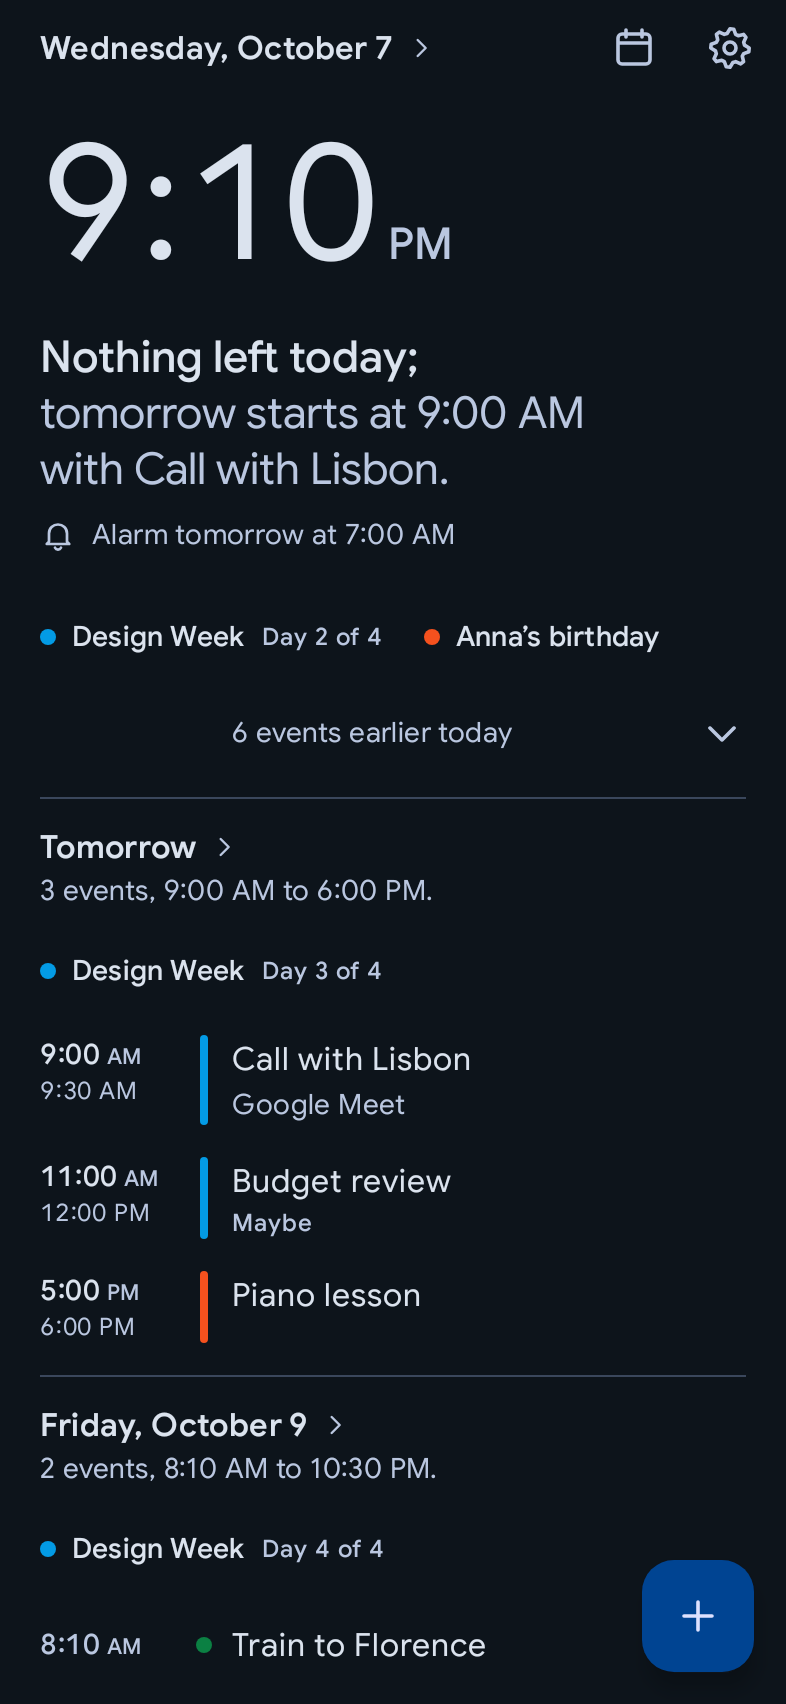 Wednesday, October 7
9:10 PM
Nothing left today;
tomorrow starts at 9:00 AM
with Call with Lisbon.
Alarm tomorrow at 7:00 AM
Design Week Day 2 of 4 Anna’s birthday
6 events earlier today
Tomorrow
3 events, 9:00 AM to 6:00 PM.
Design Week Day 3 of 4
9:00 AM Call with Lisbon
9:30 AM Google Meet
11:00 AM Budget review
12:00 PM Maybe
5:00 PM Piano lesson
6:00 PM
Friday, October 9
2 events, 8:10 AM to 10:30 PM.
Design Week Day 4 of 4
8:10 AM Train to Florence